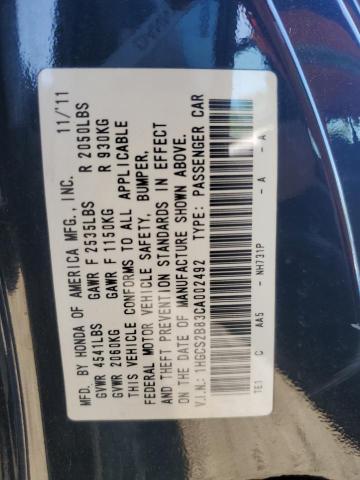 MFD.BY HONDA OF AMERICA MFG.,INC. 11/'11
GVWR 4541LBS GAWR F 2535LBS R 2050LBS
GVWR 2060KG GAWR F 1150KG R 930KG
THIS VEHICLE CONFORMS TO ALL APPLICABLE
FEDERAL MOTOR VEHICLE SAFETY, BUMPER,
AND THEFT PREVENTION STANDARDS IN EFFECT
ON THE DATE OF MANUFACTURE SHOWN ABOVE.
V.I.N.: 1HGCS2B83CA002492 TYPE: PASSENGER CAR
TE1 C AA5 - NH731P - A - A